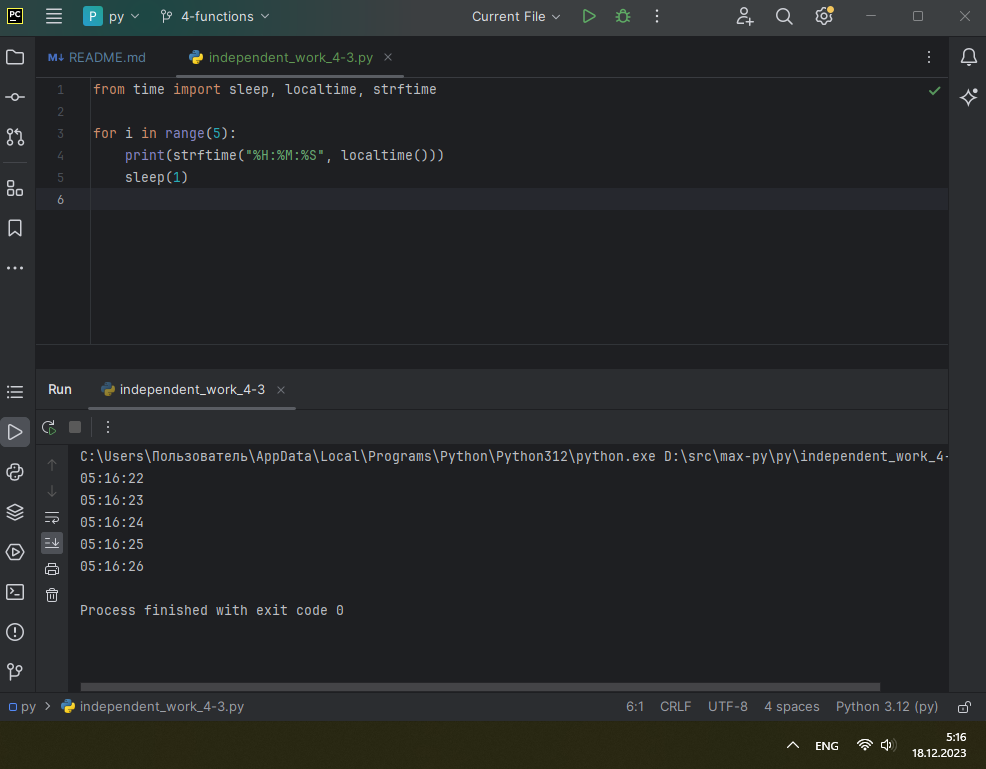 PC P py 4-functions Current File
README.md independent_work_4-3.py
1 from time import sleep, localtime, strftime
2
3 for i in range(5):
4 print(strftime("%H:%M:%S", localtime()))
5 sleep(1)
6
Run independent_work_4-3
C:\Users\Пользователь\AppData\Local\Programs\Python\Python312\python.exe D:\src\max-py\py\independent_work_4-
05:16:22
05:16:23
05:16:24
05:16:25
05:16:26
Process finished with exit code 0
py independent_work_4-3.py 6:1 CRLF UTF-8 4 spaces Python 3.12 (py)
ENG 5:16
18.12.2023